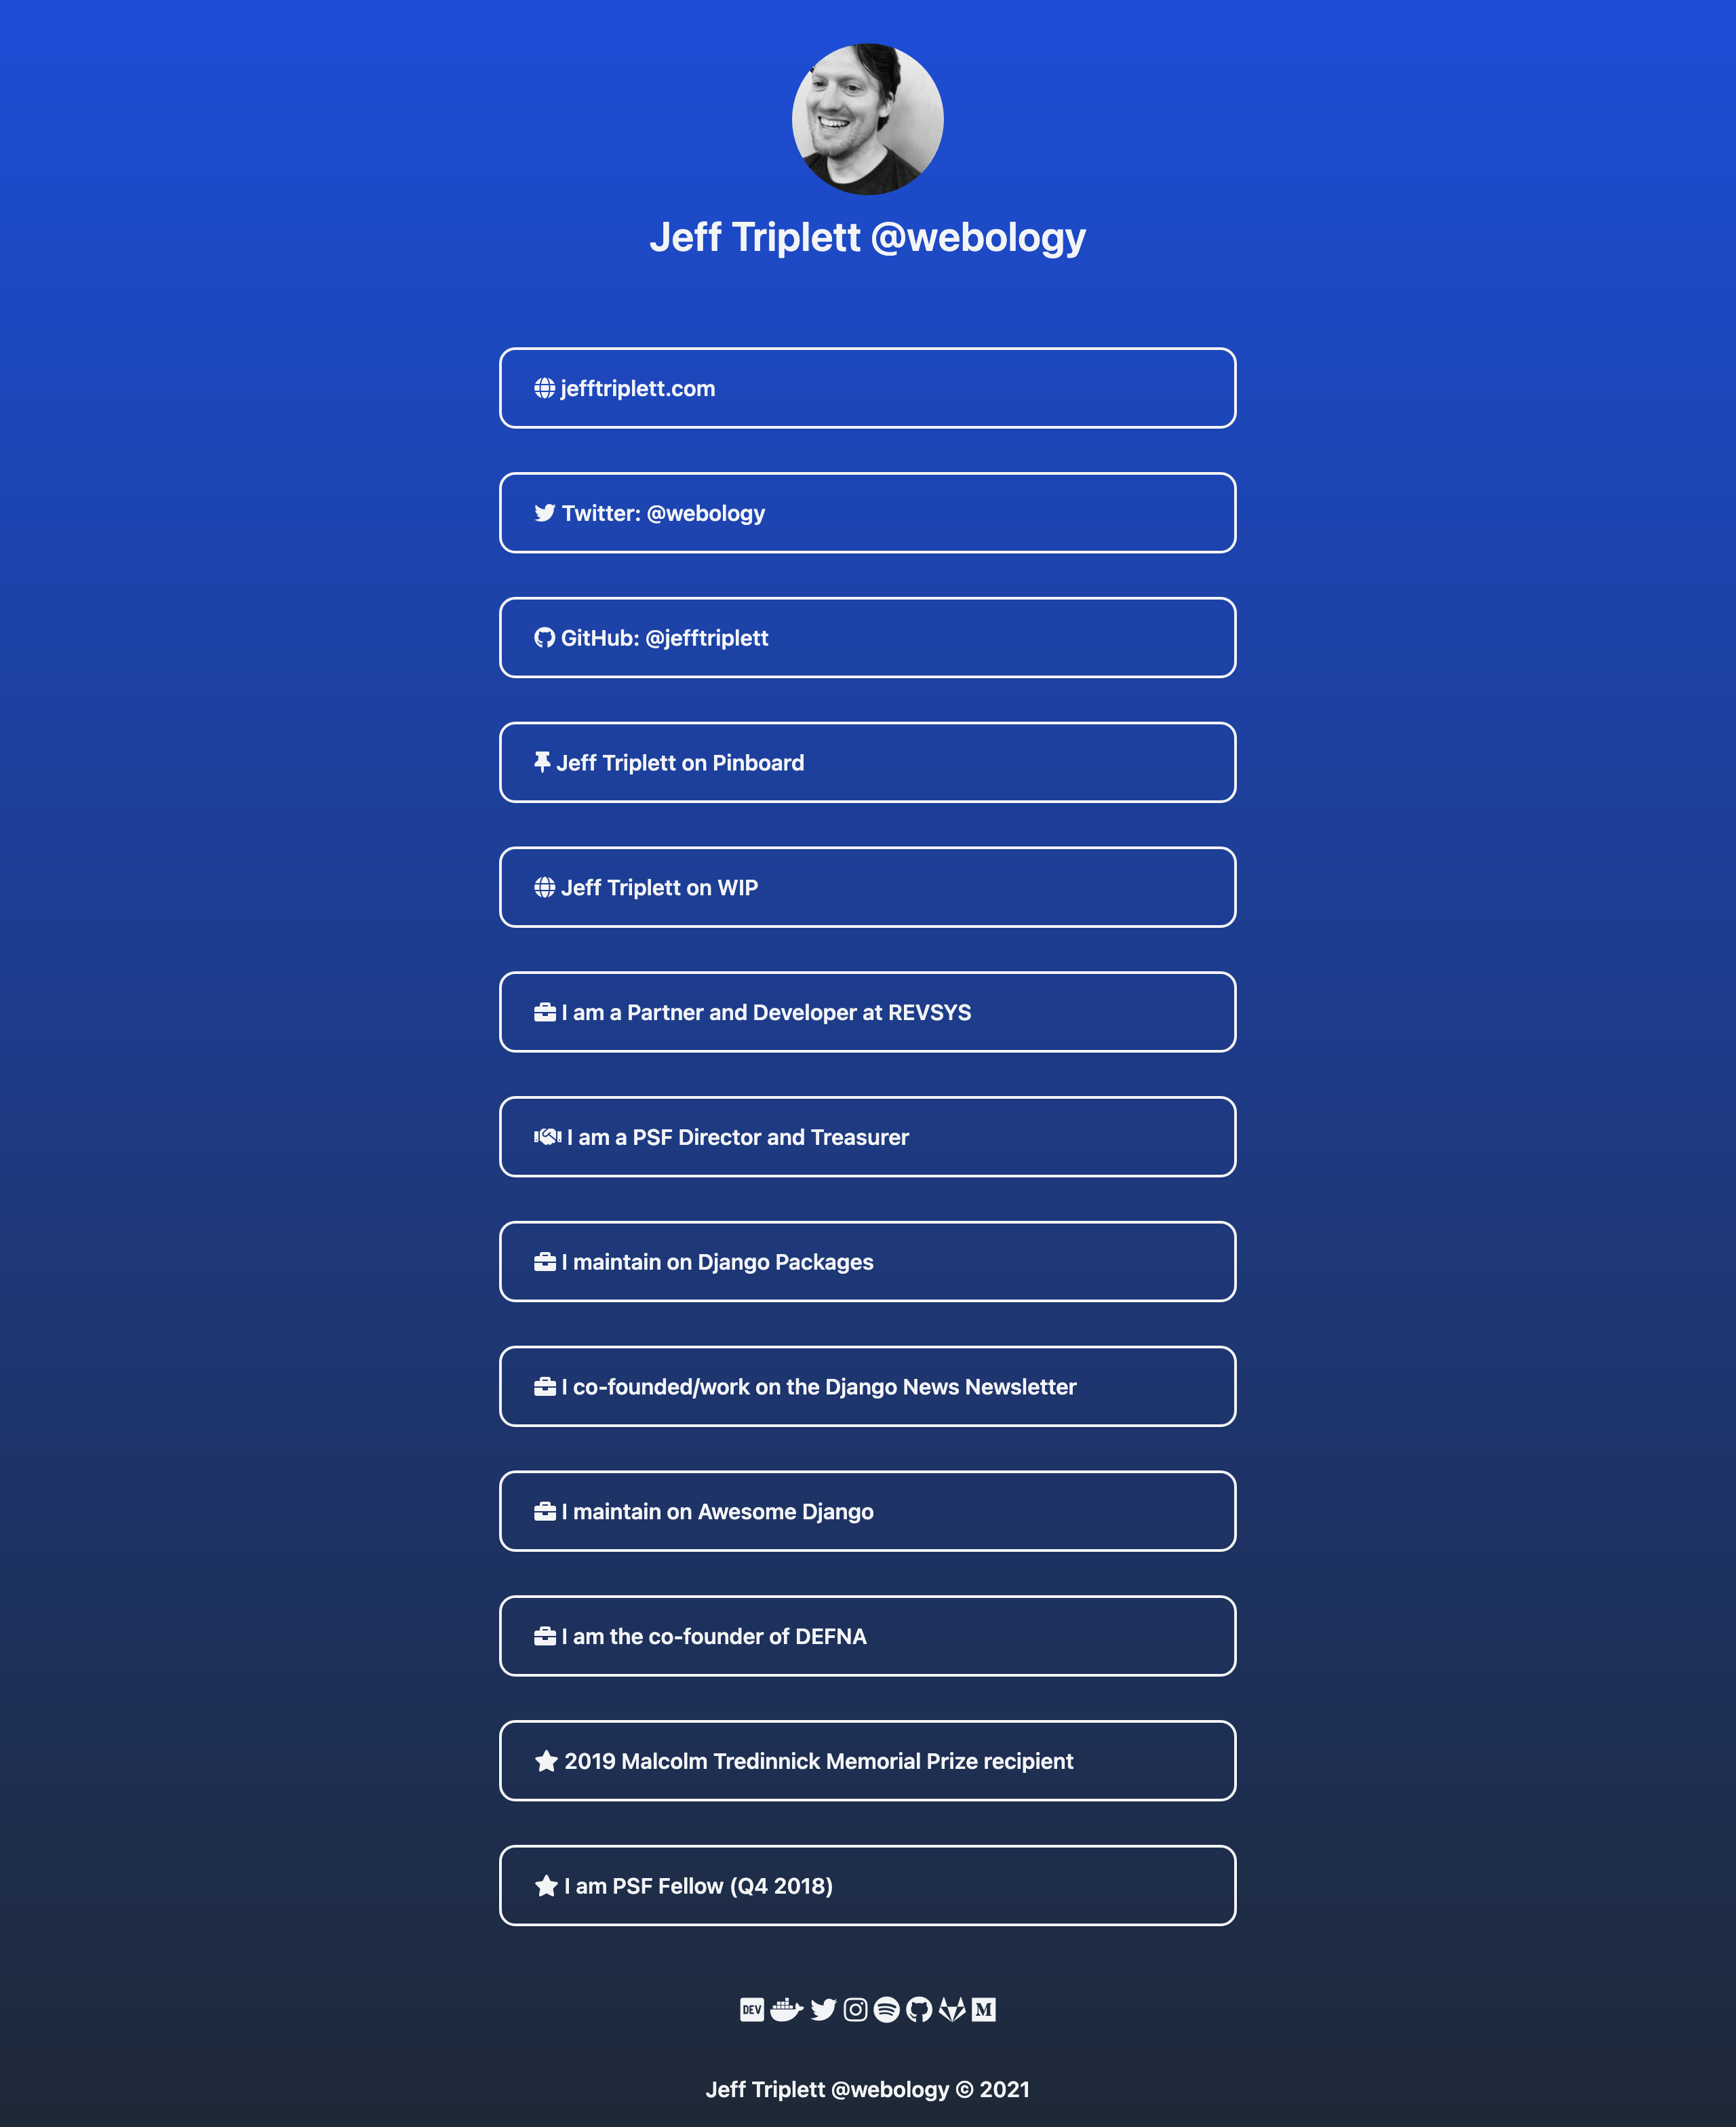 Jeff Triplett @webology
jefftriplett.com
Twitter: @webology
GitHub: @jefftriplett
Jeff Triplett on Pinboard
Jeff Triplett on WIP
I am a Partner and Developer at REVSYS
I am a PSF Director and Treasurer
I maintain on Django Packages
I co-founded/work on the Django News Newsletter
I maintain on Awesome Django
I am the co-founder of DEFNA
2019 Malcolm Tredinnick Memorial Prize recipient
I am PSF Fellow (Q4 2018)
DEV M
Jeff Triplett @webology © 2021